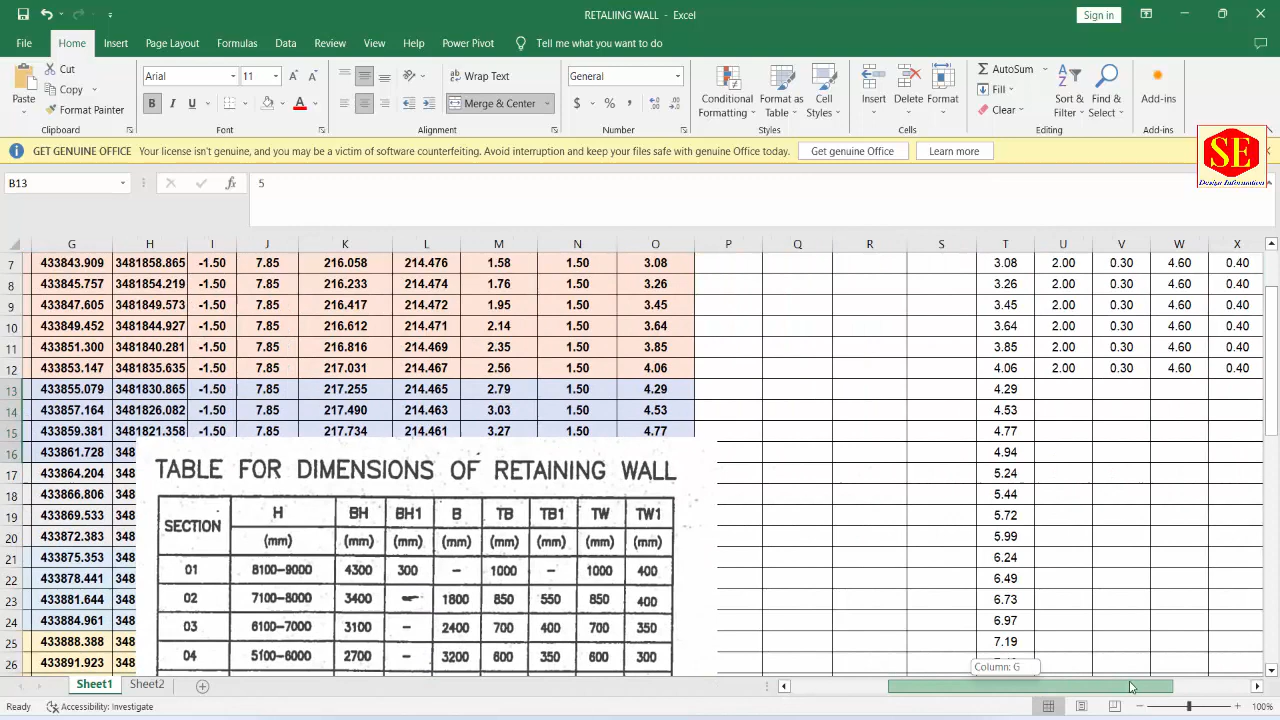 RETALIING WALL - Excel
Sign in
File Home Insert Page Layout Formulas Data Review View Help Power Pivot Tell me what you want to do
Paste Cut Copy Format Painter
Arial 11
B I U A
Wrap Text
Merge & Center
General
$ % ,
Conditional Formatting Format as Table Cell Styles
Insert Delete Format
AutoSum Fill Clear
Sort & Filter Find & Select
Add-ins
Clipboard Font Alignment Number Styles Cells Editing Add-ins
GET GENUINE OFFICE Your license isn't genuine, and you may be a victim of software counterfeiting. Avoid interruption and keep your files safe with genuine Office today. Get genuine Office Learn more
SE
Design Information
B13 fx 5
G H I J K L M N O P Q R S T U V W X
7 433843.909 3481858.865 -1.50 7.85 216.058 214.476 1.58 1.50 3.08 3.08 2.00 0.30 4.60 0.40
8 433845.757 3481854.219 -1.50 7.85 216.233 214.474 1.76 1.50 3.26 3.26 2.00 0.30 4.60 0.40
9 433847.605 3481849.573 -1.50 7.85 216.417 214.472 1.95 1.50 3.45 3.45 2.00 0.30 4.60 0.40
10 433849.452 3481844.927 -1.50 7.85 216.612 214.471 2.14 1.50 3.64 3.64 2.00 0.30 4.60 0.40
11 433851.300 3481840.281 -1.50 7.85 216.816 214.469 2.35 1.50 3.85 3.85 2.00 0.30 4.60 0.40
12 433853.147 3481835.635 -1.50 7.85 217.031 214.467 2.56 1.50 4.06 4.06 2.00 0.30 4.60 0.40
13 433855.079 3481830.865 -1.50 7.85 217.255 214.465 2.79 1.50 4.29 4.29
14 433857.164 3481826.082 -1.50 7.85 217.490 214.463 3.03 1.50 4.53 4.53
15 433859.381 3481821.358 -1.50 7.85 217.734 214.461 3.27 1.50 4.77 4.77
16 433861.728 4.94
17 433864.204 5.24
18 433866.806 5.44
19 433869.533 5.72
20 433872.383 5.99
21 433875.353 6.24
22 433878.441 6.49
23 433881.644 6.73
24 433884.961 6.97
25 433888.388 7.19
26 433891.923
TABLE FOR DIMENSIONS OF RETAINING WALL
SECTION H BH BH1 B TB TB1 TW TW1
(mm) (mm) (mm) (mm) (mm) (mm) (mm) (mm)
01 8100-9000 4300 300 - 1000 - 1000 400
02 7100-8000 3400 - 1800 850 550 850 400
03 6100-7000 3100 - 2400 700 400 700 350
04 5100-6000 2700 - 3200 600 350 600 300
Column: G
Sheet1 Sheet2
Ready Accessibility: Investigate 100%